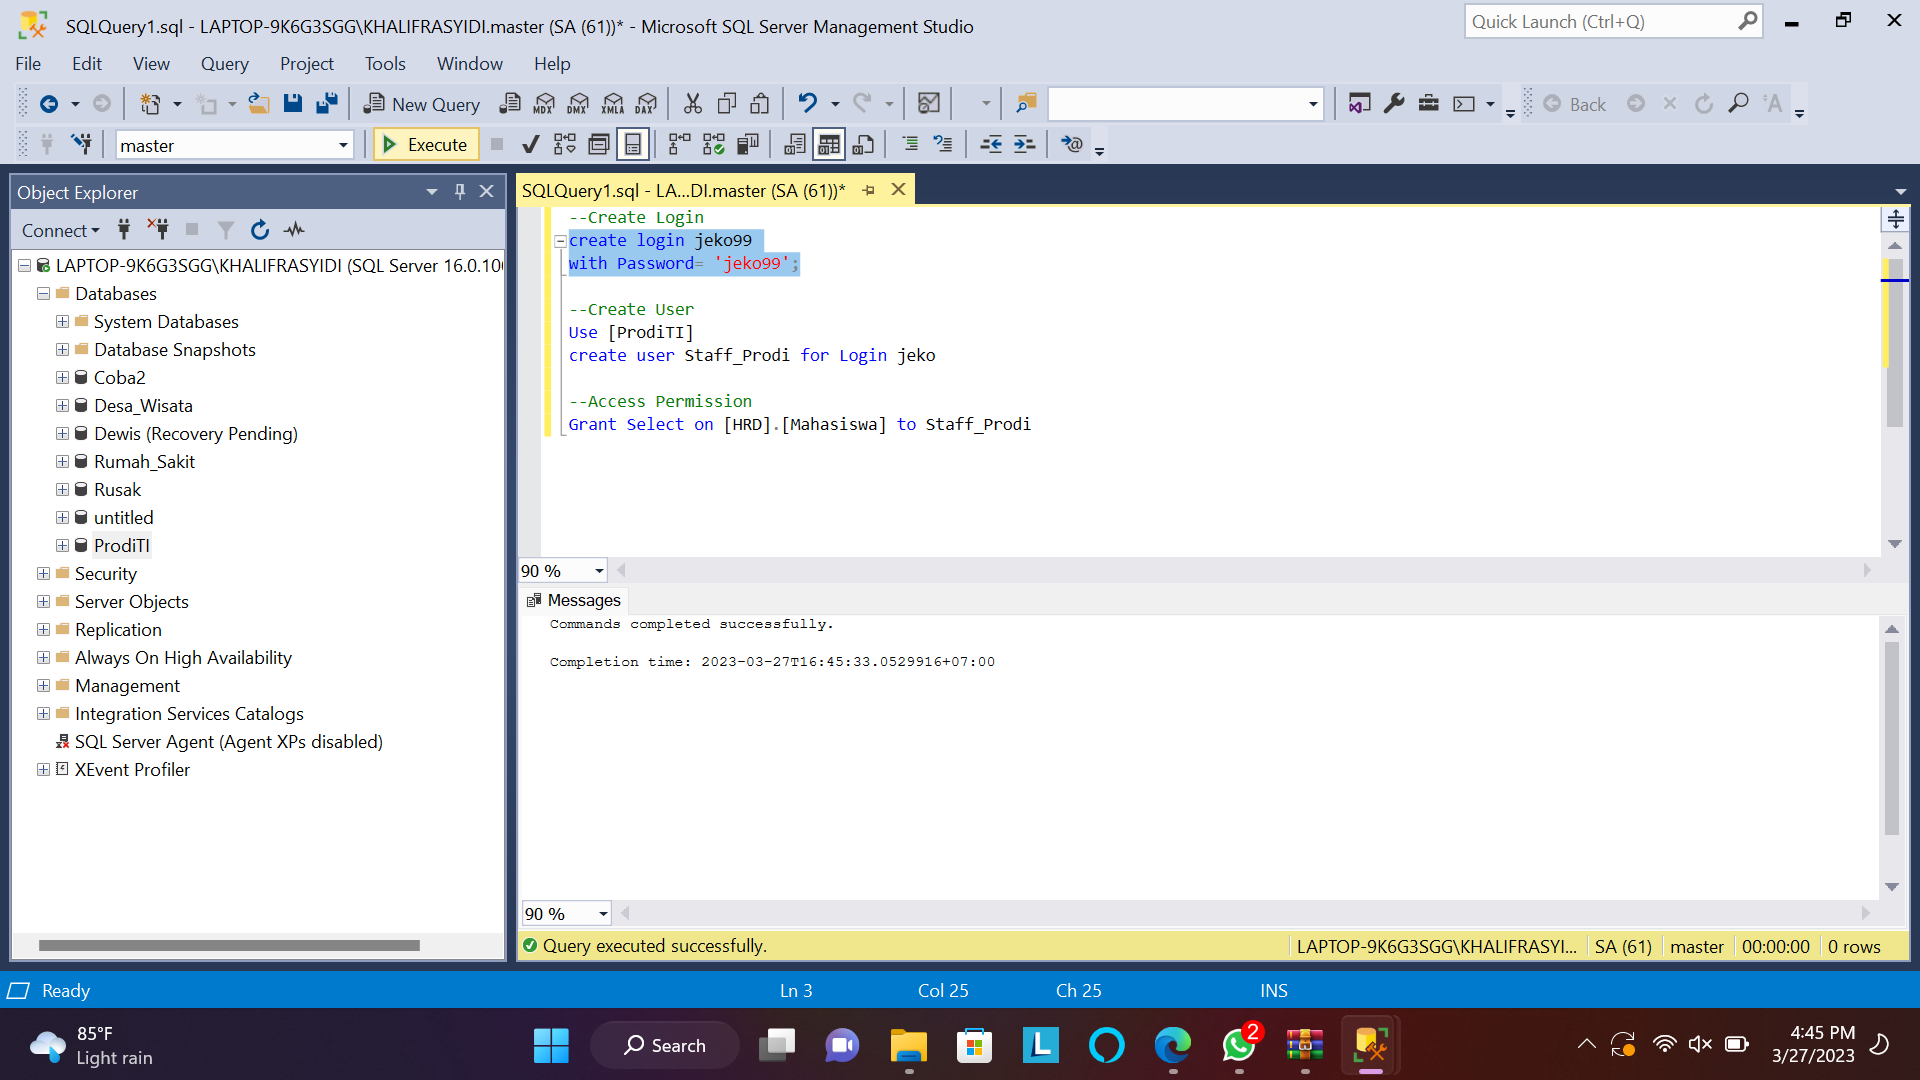 SQLQuery1.sql - LAPTOP-9K6G3SGG\KHALIFRASYIDI.master (SA (61))* - Microsoft SQL Server Management Studio
Quick Launch (Ctrl+Q)
File Edit View Query Project Tools Window Help
New Query MDX DMX XMLA DAX Back
master Execute
Object Explorer
Connect
LAPTOP-9K6G3SGG\KHALIFRASYIDI (SQL Server 16.0.10
Databases
System Databases
Database Snapshots
Coba2
Desa_Wisata
Dewis (Recovery Pending)
Rumah_Sakit
Rusak
untitled
ProdiTI
Security
Server Objects
Replication
Always On High Availability
Management
Integration Services Catalogs
SQL Server Agent (Agent XPs disabled)
XEvent Profiler
SQLQuery1.sql - LA...DI.master (SA (61))*
--Create Login
create login jeko99
with Password= 'jeko99';
--Create User
Use [ProdiTI]
create user Staff_Prodi for Login jeko
--Access Permission
Grant Select on [HRD].[Mahasiswa] to Staff_Prodi
90 %
Messages
Commands completed successfully.
Completion time: 2023-03-27T16:45:33.0529916+07:00
90 %
Query executed successfully. LAPTOP-9K6G3SGG\KHALIFRASYI... SA (61) master 00:00:00 0 rows
Ready Ln 3 Col 25 Ch 25 INS
85°F
Light rain
Search
2
4:45 PM
3/27/2023